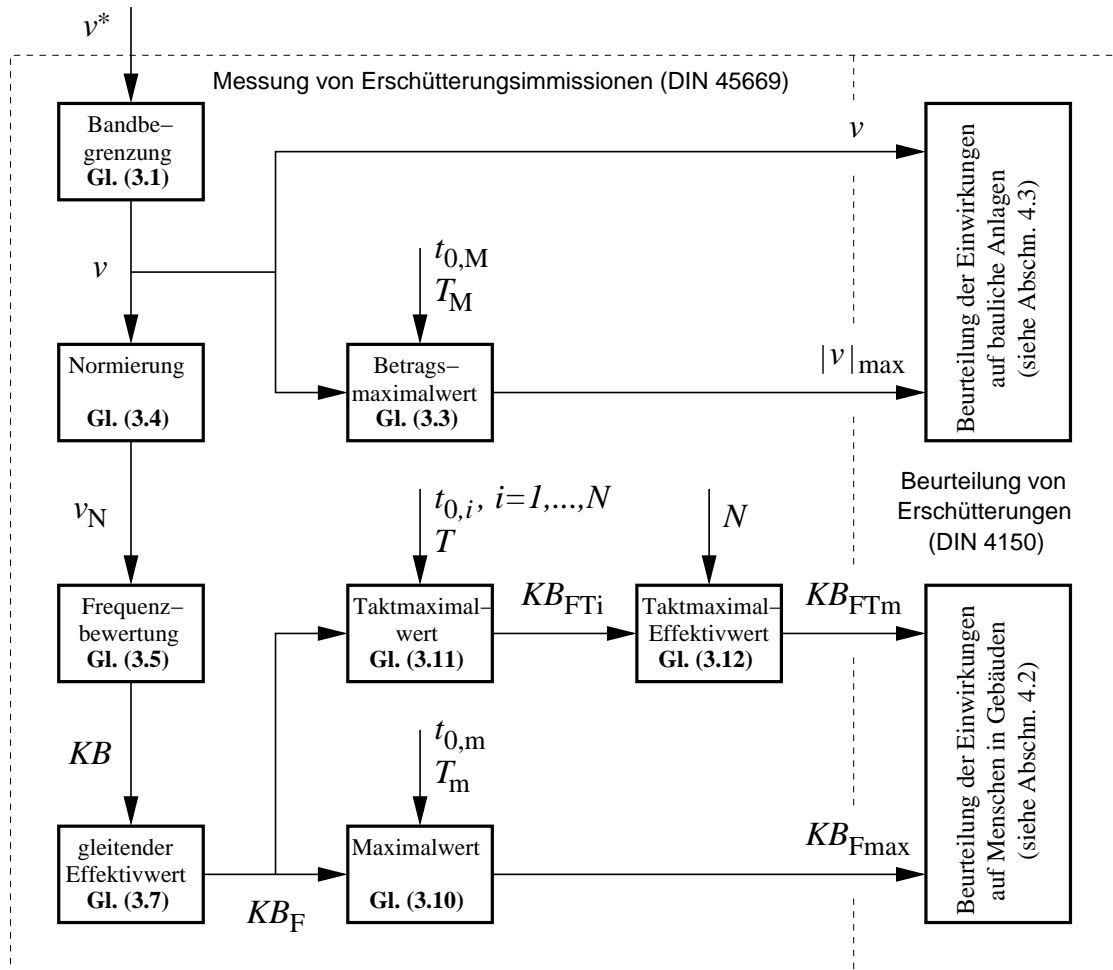 v*
Messung von Erschütterungsimmissionen (DIN 45669)
Bandbe–
grenzung
Gl. (3.1)
v
v
t0,M
TM
Normierung
Gl. (3.4)
Betrags–
maximalwert
Gl. (3.3)
|v|max
Beurteilung der Einwirkungen
auf bauliche Anlagen
(siehe Abschn. 4.3)
vN
t0,i, i=1,...,N
T
N
Beurteilung von
Erschütterungen
(DIN 4150)
Frequenz–
bewertung
Gl. (3.5)
Taktmaximal–
wert
Gl. (3.11)
KBFTi
Taktmaximal–
Effektivwert
Gl. (3.12)
KBFTm
KB
t0,m
Tm
gleitender
Effektivwert
Gl. (3.7)
KBF
Maximalwert
Gl. (3.10)
KBFmax
Beurteilung der Einwirkungen
auf Menschen in Gebäuden
(siehe Abschn. 4.2)